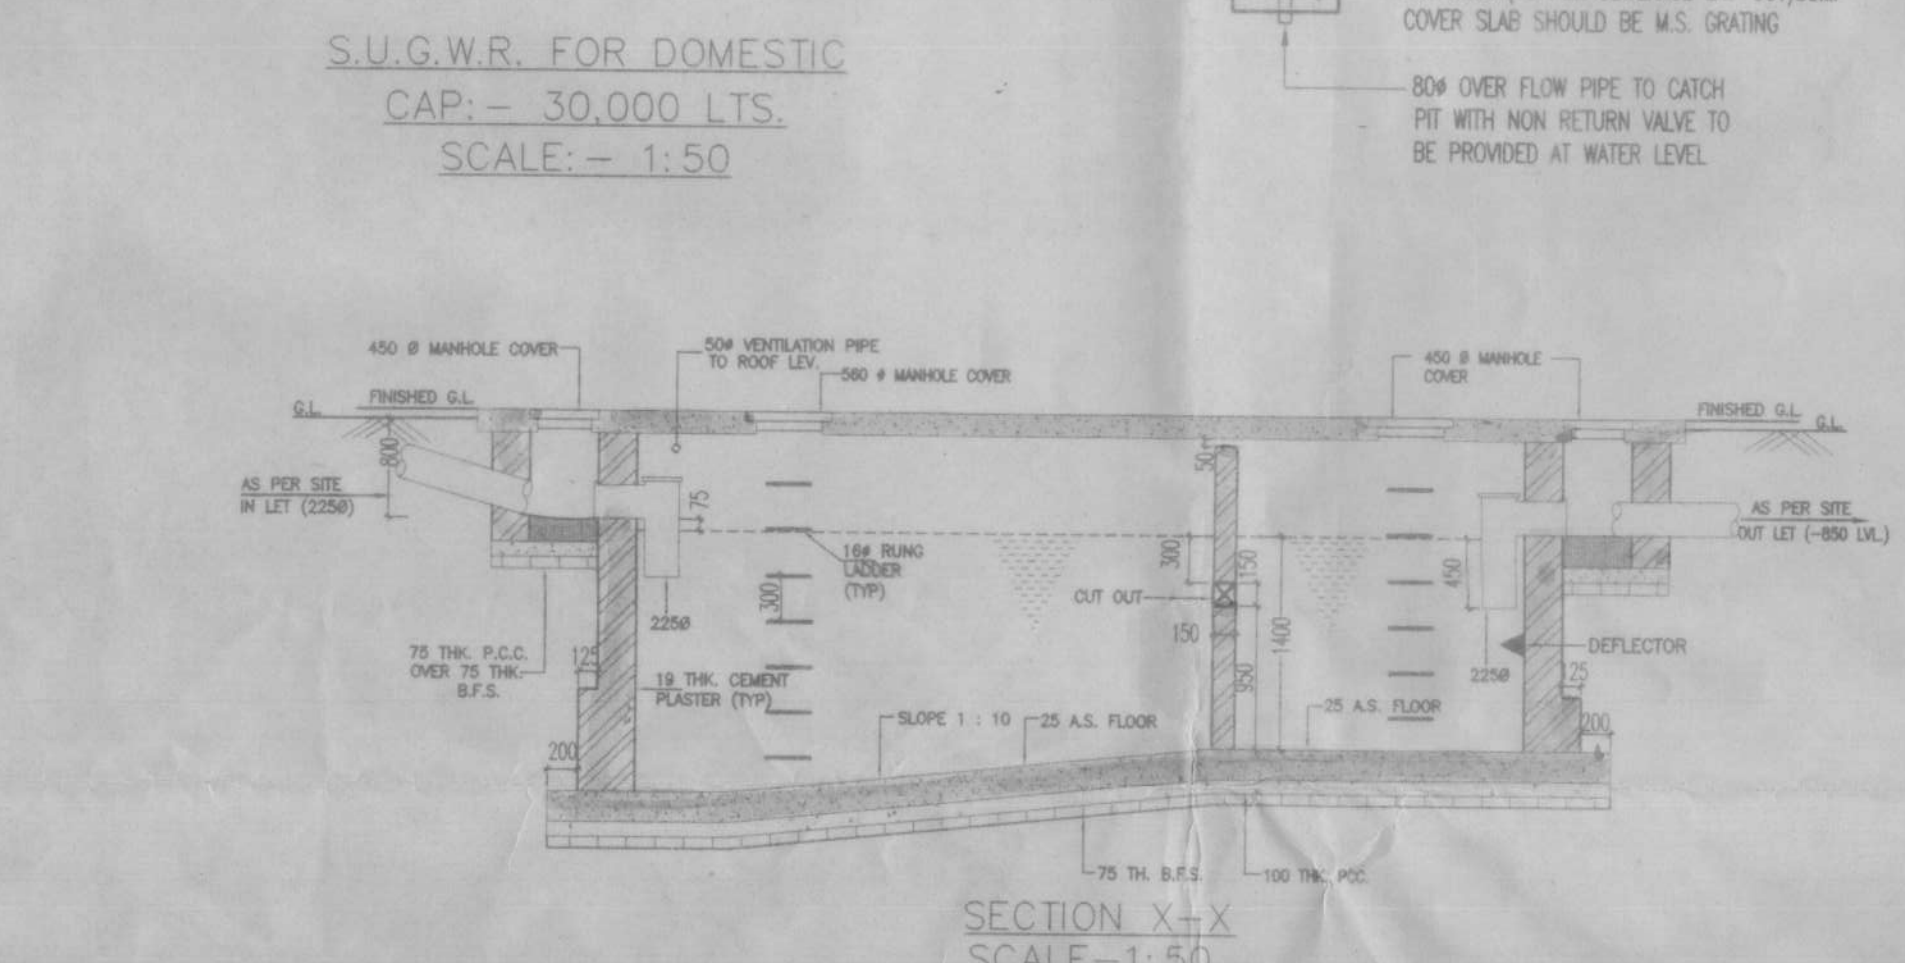 S.U.G.W.R. FOR DOMESTIC
CAP:- 30,000 LTS.
SCALE:- 1:50
COVER SLAB SHOULD BE M.S. GRATING
80ø OVER FLOW PIPE TO CATCH
PIT WITH NON RETURN VALVE TO
BE PROVIDED AT WATER LEVEL
450 Ø MANHOLE COVER
50ø VENTILATION PIPE
TO ROOF LEV.
560 ø MANHOLE COVER
450 Ø MANHOLE
COVER
G.L.
FINISHED G.L.
FINISHED G.L.
G.L.
800
50
AS PER SITE
IN LET (225Ø)
75
AS PER SITE
OUT LET (-850 LVL)
16ø RUNG
LADDER
(TYP)
300
300
150
450
CUT OUT
225Ø
150
1400
75 THK. P.C.C.
OVER 75 THK.
B.F.S.
125
DEFLECTOR
225Ø
125
19 THK. CEMENT
PLASTER (TYP)
950
SLOPE 1 : 10
25 A.S. FLOOR
25 A.S. FLOOR
200
200
75 TH. B.F.S.
100 THK. PCC.
SECTION X-X
SCALE-1:50